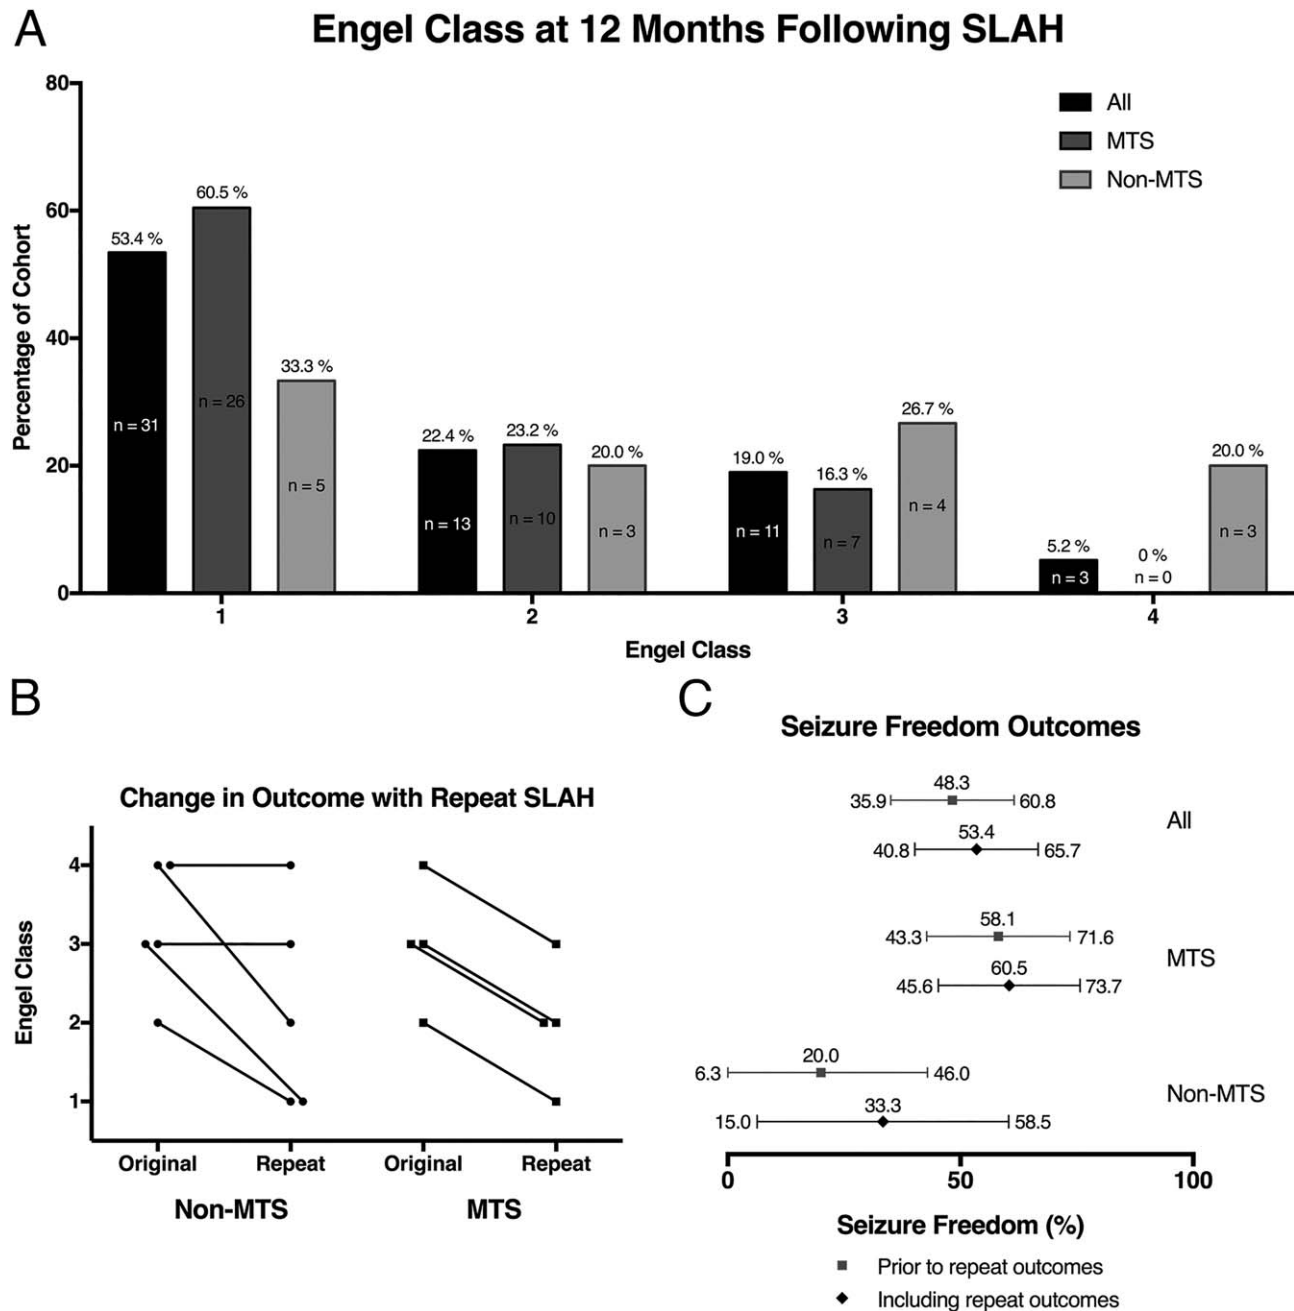 A
Engel Class at 12 Months Following SLAH
80
60
40
20
0
Percentage of Cohort
All
MTS
Non-MTS
53.4 %
60.5 %
33.3 %
n = 31
n = 26
n = 5
22.4 %
23.2 %
20.0 %
n = 13
n = 10
n = 3
19.0 %
16.3 %
26.7 %
n = 11
n = 7
n = 4
5.2 %
0 %
20.0 %
n = 3
n = 0
n = 3
1 2 3 4
Engel Class
B
Change in Outcome with Repeat SLAH
4
3
2
1
Engel Class
Original Repeat Original Repeat
Non-MTS MTS
C
Seizure Freedom Outcomes
48.3
35.9 60.8
All
53.4
40.8 65.7
58.1
43.3 71.6
MTS
60.5
45.6 73.7
20.0
6.3 46.0
Non-MTS
33.3
15.0 58.5
0 50 100
Seizure Freedom (%)
Prior to repeat outcomes
Including repeat outcomes